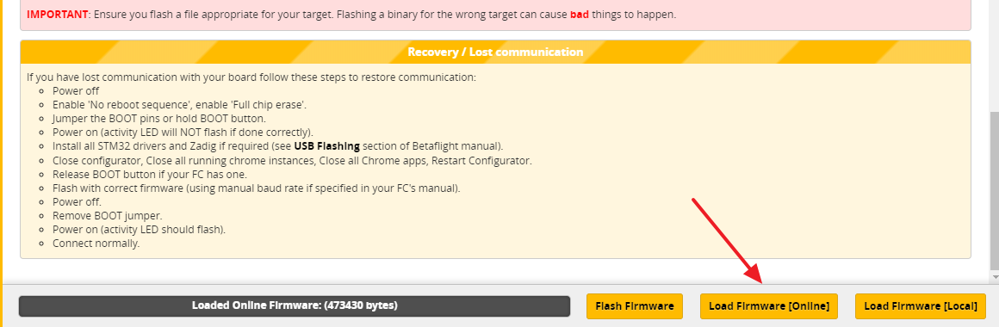 IMPORTANT: Ensure you flash a file appropriate for your target. Flashing a binary for the wrong target can cause bad things to happen.
Recovery / Lost communication
If you have lost communication with your board follow these steps to restore communication:
Power off
Enable 'No reboot sequence', enable 'Full chip erase'.
Jumper the BOOT pins or hold BOOT button.
Power on (activity LED will NOT flash if done correctly).
Install all STM32 drivers and Zadig if required (see USB Flashing section of Betaflight manual).
Close configurator, Close all running chrome instances, Close all Chrome apps, Restart Configurator.
Release BOOT button if your FC has one.
Flash with correct firmware (using manual baud rate if specified in your FC's manual).
Power off.
Remove BOOT jumper.
Power on (activity LED should flash).
Connect normally.
Loaded Online Firmware: (473430 bytes) Flash Firmware Load Firmware [Online] Load Firmware [Local]